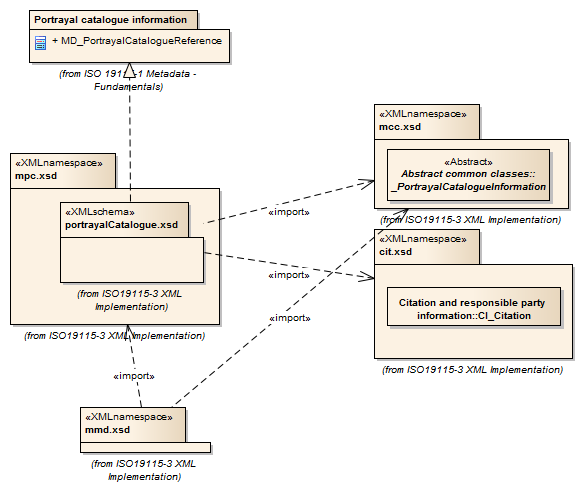 Portrayal catalogue information
+ MD_PortrayalCatalogueReference
(from ISO 19115-1 Metadata -
Fundamentals)
«XMLnamespace»
mcc.xsd
«Abstract»
Abstract common classes::
_PortrayalCatalogueInformation
(from ISO19115-3 XML Implementation)
«XMLnamespace»
mpc.xsd
«XMLschema»
portrayalCatalogue.xsd
(from ISO19115-3 XML
Implementation)
(from ISO19115-3 XML Implementation)
«import»
«import»
«import»
«import»
«XMLnamespace»
cit.xsd
Citation and responsible party
information::CI_Citation
(from ISO19115-3 XML Implementation)
«XMLnamespace»
mmd.xsd
(from ISO19115-3 XML
Implementation)